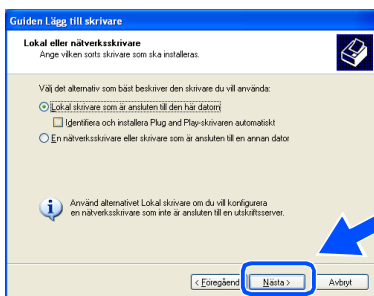 Guiden Lägg till skrivare
Lokal eller nätverksskrivare
Ange vilken sorts skrivare som ska installeras.
Välj det alternativ som bäst beskriver den skrivare du vill använda:
Lokal skrivare som är ansluten till den här datorn
Identifiera och installera Plug and Play-skrivaren automatiskt
En nätverksskrivare eller skrivare som är ansluten till en annan dator
Använd alternativet Lokal skrivare om du vill konfigurera
en nätverksskrivare som inte är ansluten till en utskriftsserver.
< Föregåend Nästa > Avbryt